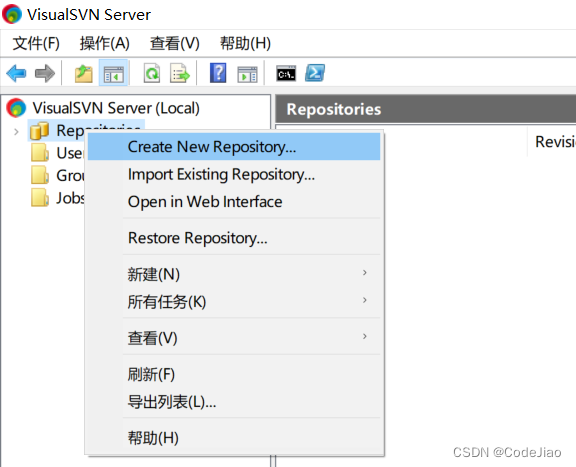 VisualSVN Server
文件(F) 操作(A) 查看(V) 帮助(H)
VisualSVN Server (Local)
Repositories
Repositories
Create New Repository...
Import Existing Repository...
Open in Web Interface
Restore Repository...
新建(N)
所有任务(K)
查看(V)
刷新(F)
导出列表(L)...
帮助(H)
Use
Grou
Jobs
Revisio
CSDN @CodeJiao